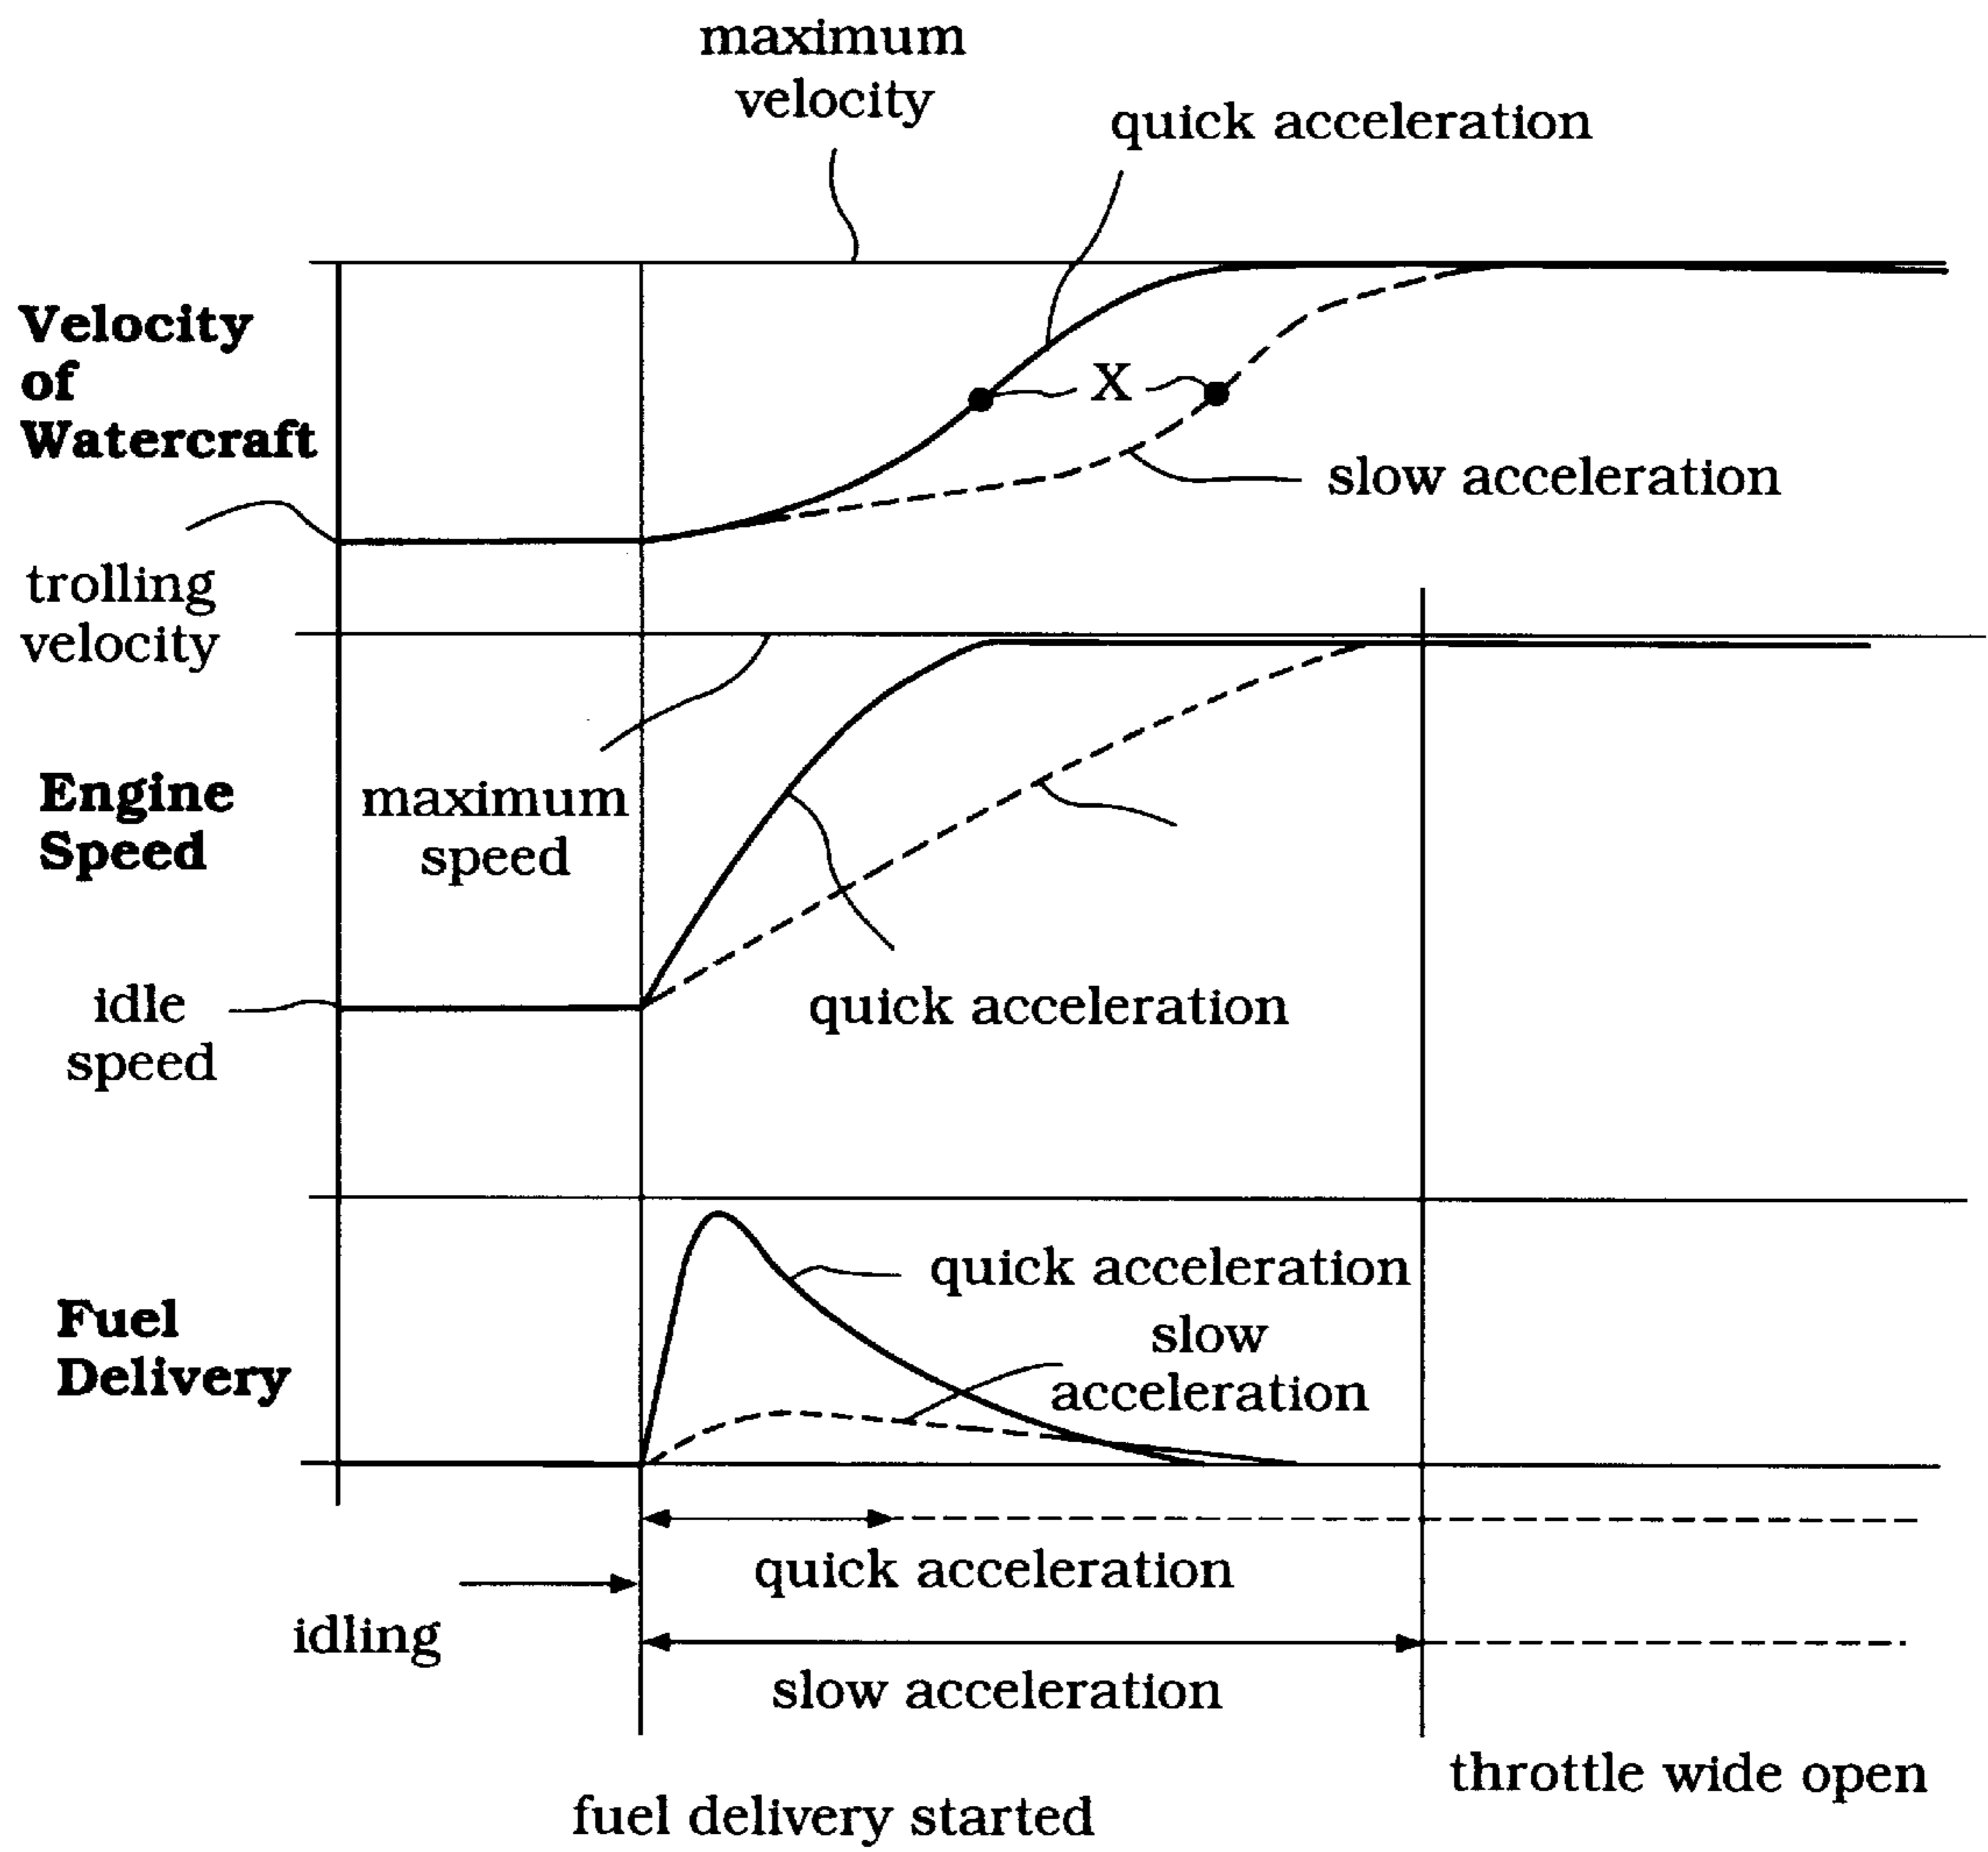 maximum
velocity
quick acceleration
Velocity
of
Watercraft
X
slow acceleration
trolling
velocity
Engine
Speed
maximum
speed
idle
speed
quick acceleration
Fuel
Delivery
quick acceleration
slow
acceleration
quick acceleration
idling
slow acceleration
throttle wide open
fuel delivery started